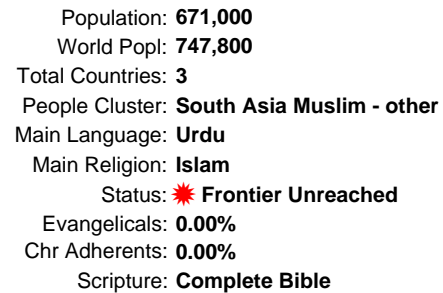 Population: 671,000
World Popl: 747,800
Total Countries: 3
People Cluster: South Asia Muslim - other
Main Language: Urdu
Main Religion: Islam
Status: Frontier Unreached
Evangelicals: 0.00%
Chr Adherents: 0.00%
Scripture: Complete Bible